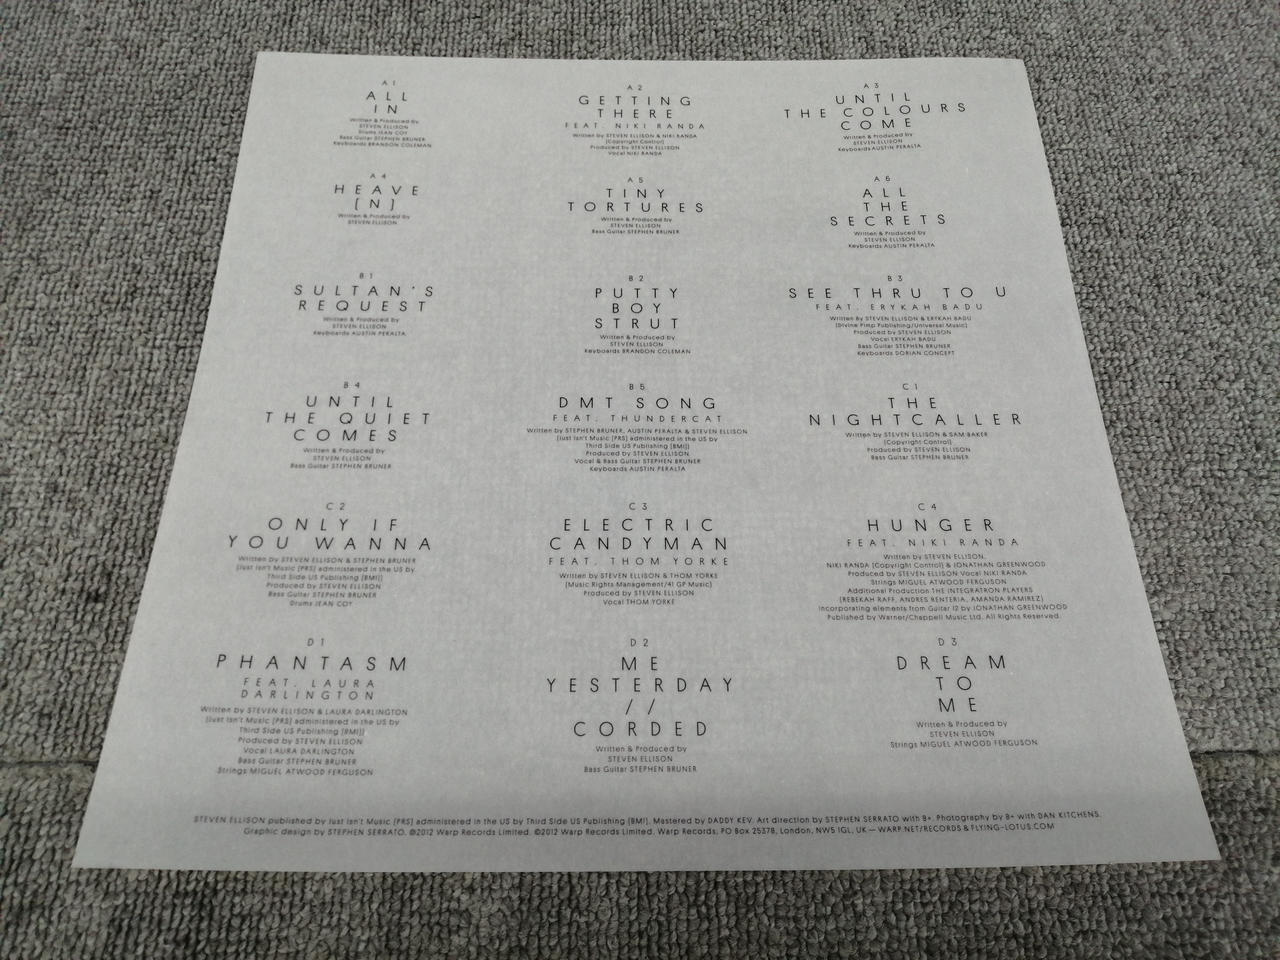 A1
ALL
IN
Written & Produced by
STEVEN ELLISON
Drums JEAN COY
Bass Guitar STEPHEN BRUNER
Keyboards BRANDON COLEMAN
A2
GETTING
THERE
FEAT. NIKI RANDA
Written by STEVEN ELLISON & NIKI RANDA
(Copyright Control)
Produced by STEVEN ELLISON
Vocal NIKI RANDA
A3
UNTIL
THE COLOURS
COME
Written & Produced by
STEVEN ELLISON
Keyboards AUSTIN PERALTA
A4
HEAVE
[N]
Written & Produced by
STEVEN ELLISON
A5
TINY
TORTURES
Written & Produced by
STEVEN ELLISON
Bass Guitar STEPHEN BRUNER
A6
ALL
THE
SECRETS
Written & Produced by
STEVEN ELLISON
Keyboards AUSTIN PERALTA
B1
SULTAN'S
REQUEST
Written & Produced by
STEVEN ELLISON
Keyboards AUSTIN PERALTA
B2
PUTTY
BOY
STRUT
Written & Produced by
STEVEN ELLISON
Keyboards BRANDON COLEMAN
B3
SEE THRU TO U
FEAT. ERYKAH BADU
Written by STEVEN ELLISON & ERYKAH BADU
(Divine Pimp Publishing/Universal Music)
Produced by STEVEN ELLISON
Vocal ERYKAH BADU
Bass Guitar STEPHEN BRUNER
Keyboards DORIAN CONCEPT
B4
UNTIL
THE QUIET
COMES
Written & Produced by
STEVEN ELLISON
Bass Guitar STEPHEN BRUNER
B5
DMT SONG
FEAT. THUNDERCAT
Written by STEPHEN BRUNER, AUSTIN PERALTA & STEVEN ELLISON
(Just Isn't Music [PRS] administered in the US by
Third Side US Publishing [BMI])
Produced by STEVEN ELLISON
Vocal & Bass Guitar STEPHEN BRUNER
Keyboards AUSTIN PERALTA
C1
THE
NIGHTCALLER
Written by STEVEN ELLISON & SAM BAKER
(Copyright Control)
Produced by STEVEN ELLISON
Bass Guitar STEPHEN BRUNER
C2
ONLY IF
YOU WANNA
Written by STEVEN ELLISON & STEPHEN BRUNER
(Just Isn't Music [PRS] administered in the US by
Third Side US Publishing [BMI])
Produced by STEVEN ELLISON
Bass Guitar STEPHEN BRUNER
Drums JEAN COY
C3
ELECTRIC
CANDYMAN
FEAT. THOM YORKE
Written by STEVEN ELLISON & THOM YORKE
(Music Rights Management/41 GP Music)
Produced by STEVEN ELLISON
Vocal THOM YORKE
C4
HUNGER
FEAT. NIKI RANDA
Written by STEVEN ELLISON,
NIKI RANDA (Copyright Control) & JONATHAN GREENWOOD
Produced by STEVEN ELLISON Vocal NIKI RANDA
Strings MIGUEL ATWOOD FERGUSON
Additional Production THE INTEGRATRON PLAYERS
(REBEKAH RAFF, ANDRES RENTERIA, AMANDA RAMIREZ)
Incorporating elements from Guitar 12 by JONATHAN GREENWOOD
Published by Warner/Chappell Music Ltd. All Rights Reserved.
D1
PHANTASM
FEAT. LAURA
DARLINGTON
Written by STEVEN ELLISON & LAURA DARLINGTON
(Just Isn't Music [PRS] administered in the US by
Third Side US Publishing [BMI])
Produced by STEVEN ELLISON
Vocal LAURA DARLINGTON
Bass Guitar STEPHEN BRUNER
Strings MIGUEL ATWOOD FERGUSON
D2
ME
YESTERDAY
//
CORDED
Written & Produced by
STEVEN ELLISON
Bass Guitar STEPHEN BRUNER
D3
DREAM
TO
ME
Written & Produced by
STEVEN ELLISON
Strings MIGUEL ATWOOD FERGUSON
STEVEN ELLISON published by Just Isn't Music [PRS] administered in the US by Third Side US Publishing [BMI]. Mastered by DADDY KEV. Art direction by STEPHEN SERRATO with B+. Photography by B+ with DAN KITCHENS.
Graphic design by STEPHEN SERRATO. ℗2012 Warp Records Limited. ©2012 Warp Records Limited. Warp Records, PO Box 25378, London, NW5 1GL, UK — WARP.NET/RECORDS & FLYING-LOTUS.COM